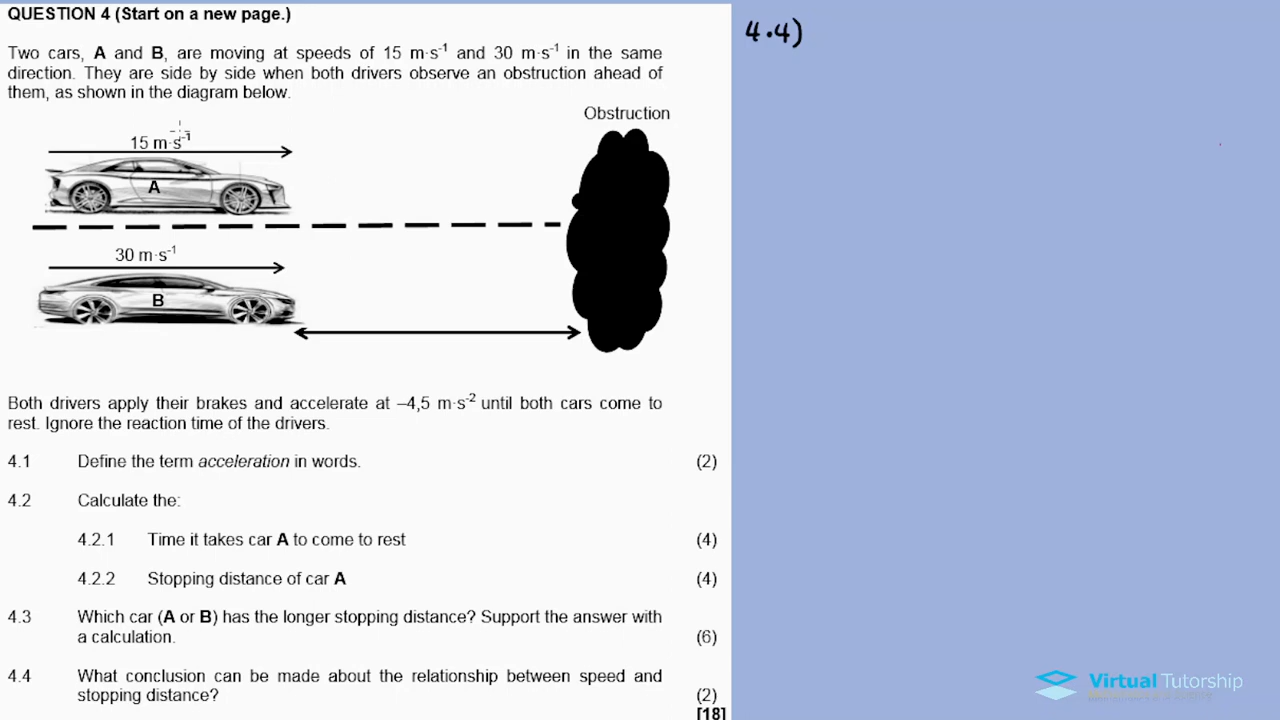 QUESTION 4 (Start on a new page.)
Two cars, A and B, are moving at speeds of 15 m·s⁻¹ and 30 m·s⁻¹ in the same
direction. They are side by side when both drivers observe an obstruction ahead of
them, as shown in the diagram below.
Obstruction
15 m·s⁻¹
A
30 m·s⁻¹
B
Both drivers apply their brakes and accelerate at –4,5 m·s⁻² until both cars come to
rest. Ignore the reaction time of the drivers.
4.1 Define the term acceleration in words. (2)
4.2 Calculate the:
4.2.1 Time it takes car A to come to rest (4)
4.2.2 Stopping distance of car A (4)
4.3 Which car (A or B) has the longer stopping distance? Support the answer with
a calculation. (6)
4.4 What conclusion can be made about the relationship between speed and
stopping distance? (2)
[18]
4.4)
Virtual Tutorship